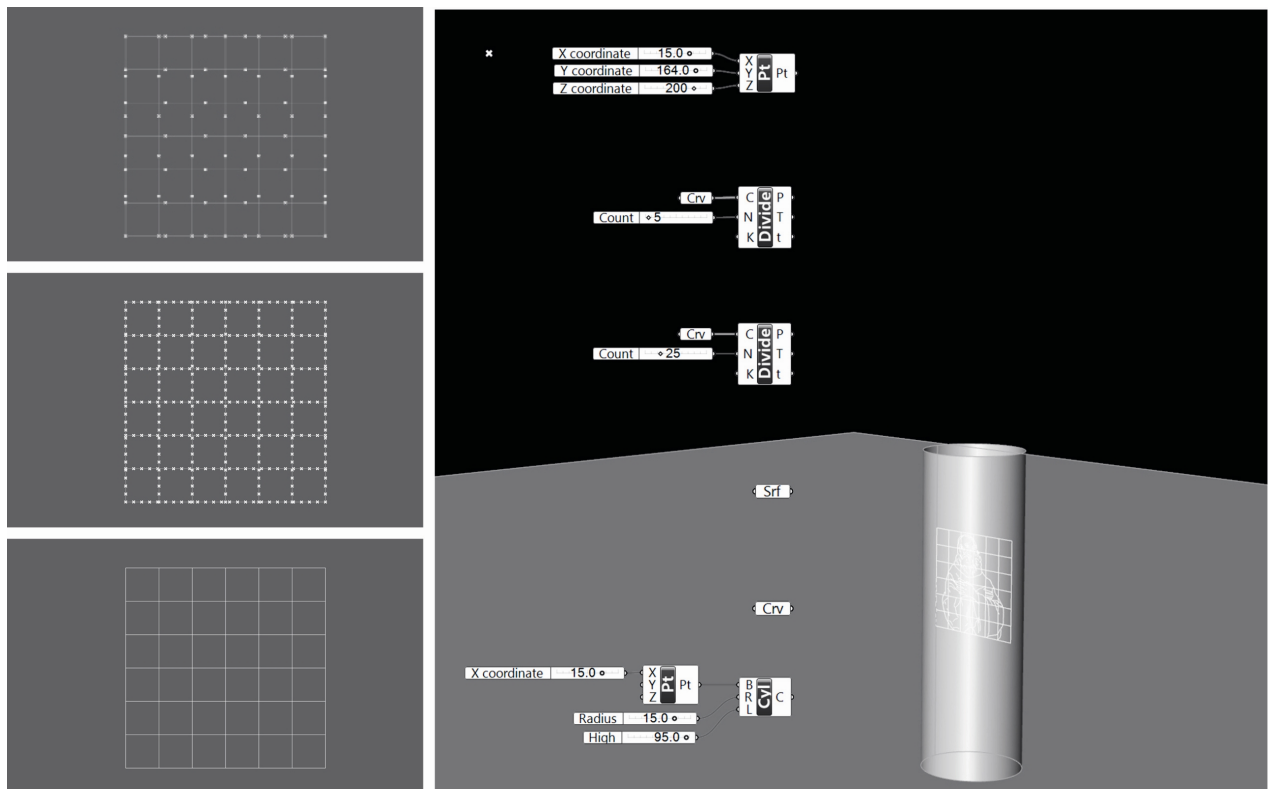 X coordinate 15.0
Y coordinate 164.0
Z coordinate 200
X Y Z Pt Pt
Crv
Count 5
C N K Divide P T t
Crv
Count 25
C N K Divide P T t
Srf
Crv
X coordinate 15.0
X Y Z Pt Pt
Radius 15.0
High 95.0
B R L Cyl C